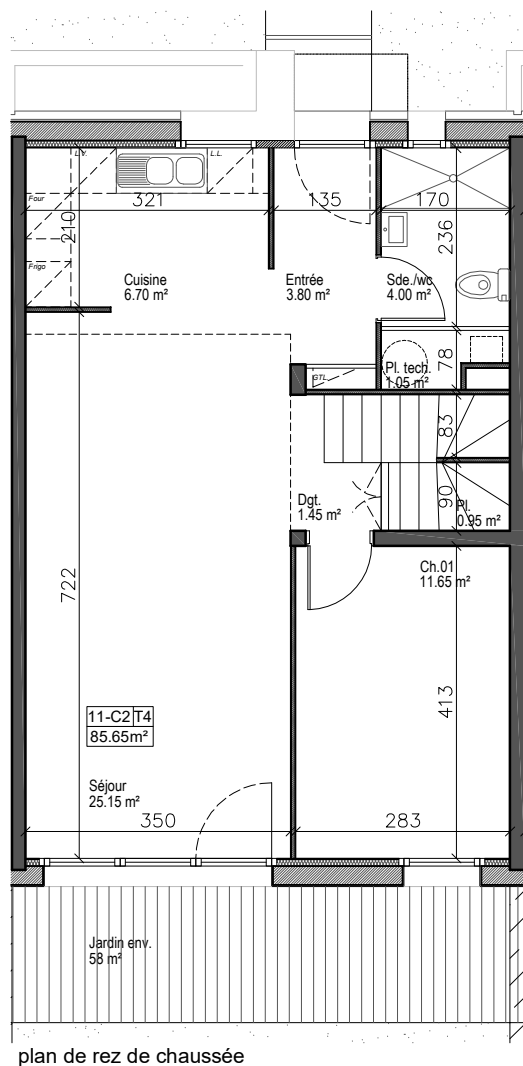 L.V.
L.L.
Four
321
135
170
210
236
Frigo
Cuisine
6.70 m²
Entrée
3.80 m²
Sde./wc
4.00 m²
78
GTL
Pl. tech.
1.05 m²
83
90
Dgt.
1.45 m²
Pl.
0.95 m²
Ch.01
11.65 m²
722
413
11-C2 T4
85.65m²
Séjour
25.15 m²
350
283
Jardin env.
58 m²
plan de rez de chaussée